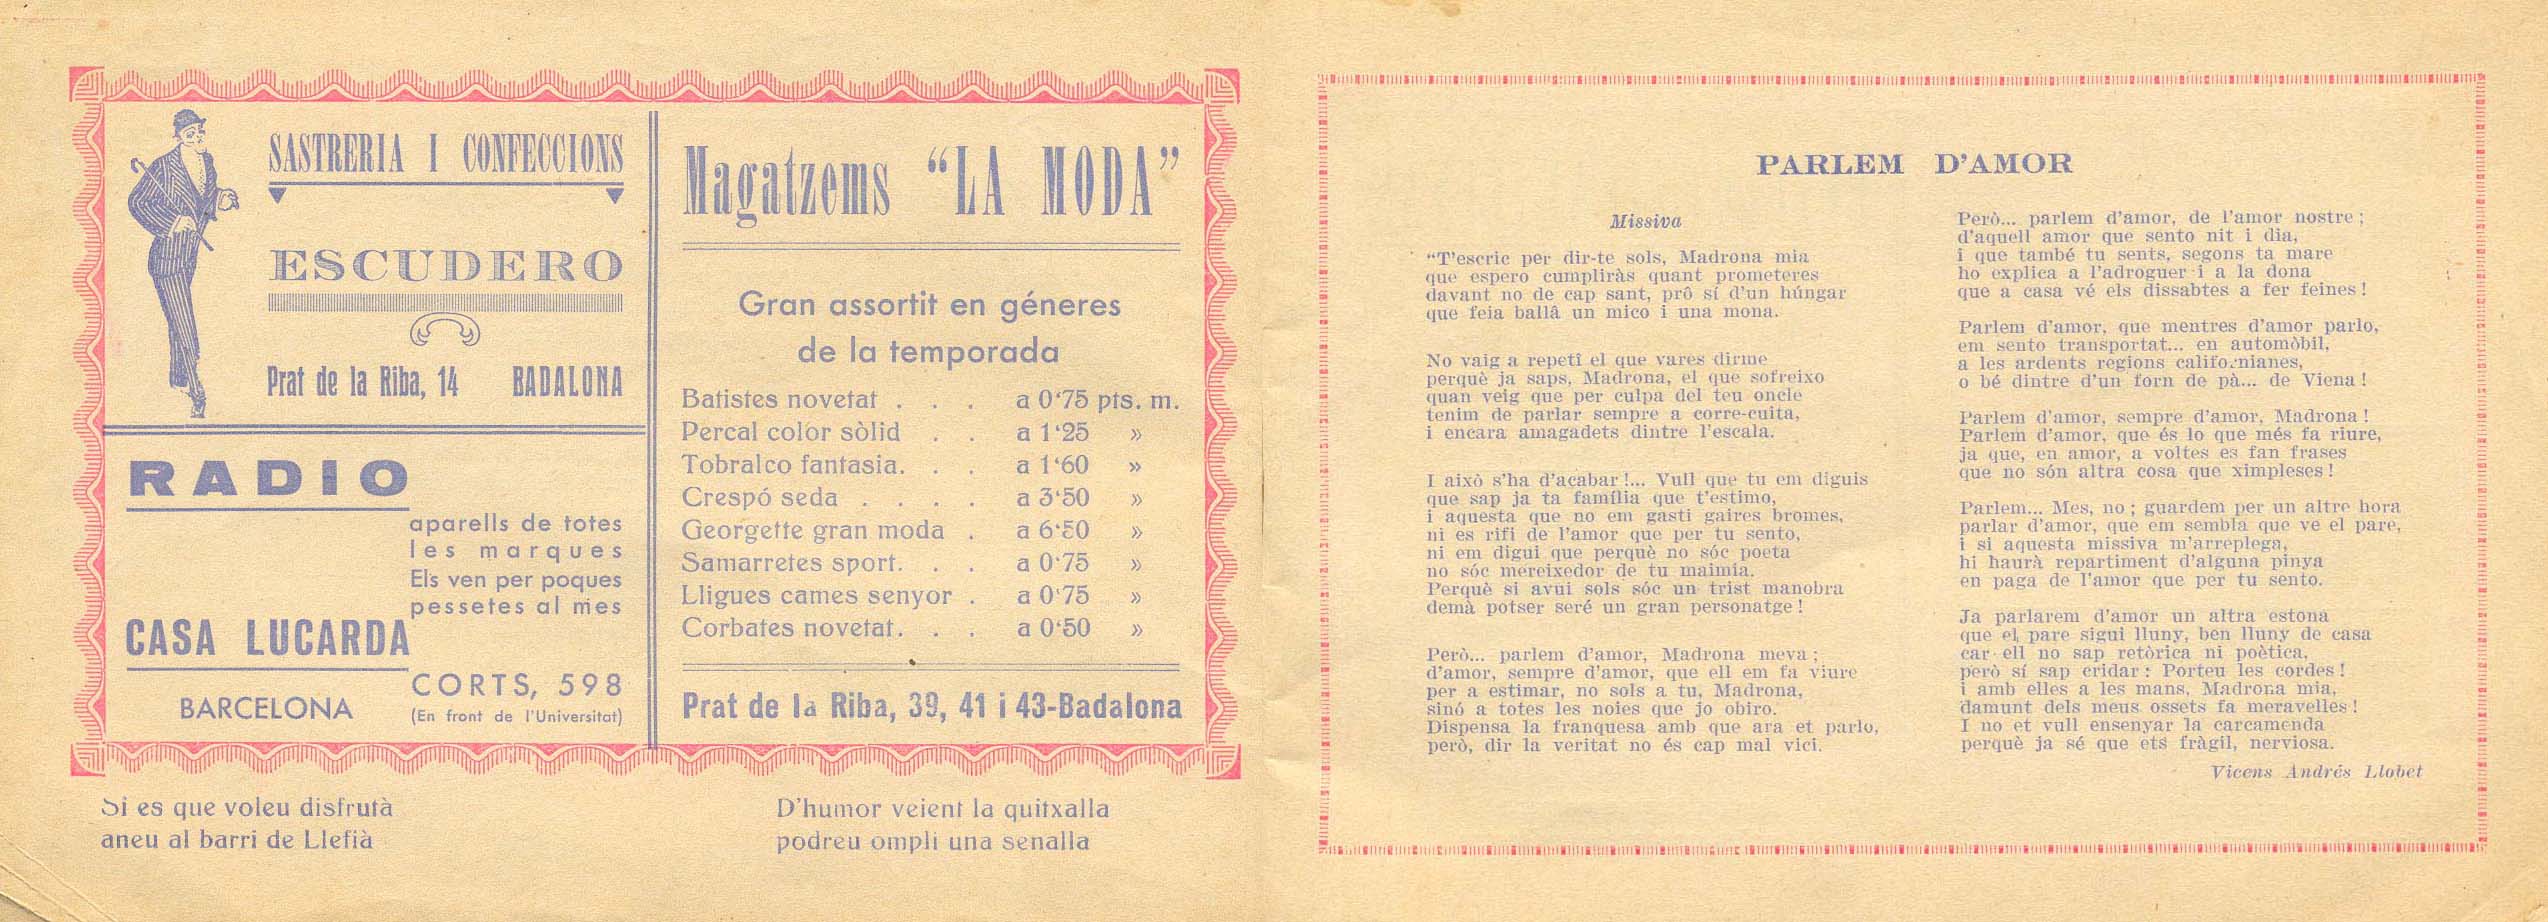 SASTRERIA I CONFECCIONS
ESCUDERO
Prat de la Riba, 14 BADALONA
RADIO
aparells de totes
les marques
Els ven per poques
pessetes al mes
CASA LUCARDA
BARCELONA
CORTS, 598
(En front de l'Universitat)
Magatzems "LA MODA"
Gran assortit en géneres
de la temporada
Batistes novetat . . . a 0'75 pts. m.
Percal color sòlid . . a 1'25 »
Tobralco fantasia. . . a 1'60 »
Crespó seda . . . . a 3'50 »
Georgette gran moda . a 6'50 »
Samarretes sport. . . a 0'75 »
Lligues cames senyor . a 0'75 »
Corbates novetat. . . a 0'50 »
Prat de la Riba, 39, 41 i 43-Badalona
Si es que voleu disfrutà
aneu al barri de Llefià
D'humor veient la quitxalla
podreu omplí una senalla
PARLEM D'AMOR
Missiva
"T'escric per dir-te sols, Madrona mia
que espero cumpliràs quant prometeres
davant no de cap sant, prô sí d'un húngar
que feia ballâ un mico i una mona.
No vaig a repetî el que vares dirme
perquè ja saps, Madrona, el que sofreixo
quan veig que per culpa del teu oncle
tenim de parlar sempre a corre-cuita,
i encara amagadets dintre l'escala.
I això s'ha d'acabar!... Vull que tu em diguis
que sap ja ta família que t'estimo,
i aquesta que no em gasti gaires bromes,
ni es rifi de l'amor que per tu sento,
ni em digui que perquè no sóc poeta
no sóc mereixedor de tu maimia.
Perquè si avui sols sóc un trist manobra
demà potser seré un gran personatge!
Però... parlem d'amor, Madrona meva;
d'amor, sempre d'amor, que ell em fa viure
per a estimar, no sols a tu, Madrona,
sinó a totes les noies que jo obiro.
Dispensa la franquesa amb que ara et parlo,
però, dir la veritat no és cap mal vici.
Però... parlem d'amor, de l'amor nostre;
d'aquell amor que sento nit i dia,
i que també tu sents, segons ta mare
ho explica a l'adroguer i a la dona
que a casa vé els dissabtes a fer feines!
Parlem d'amor, que mentres d'amor parlo,
em sento transportat... en automòbil,
a les ardents regions californianes,
o bé dintre d'un forn de pà... de Viena!
Parlem d'amor, sempre d'amor, Madrona!
Parlem d'amor, que és lo que més fa riure,
ja que, en amor, a voltes es fan frases
que no són altra cosa que ximpleses!
Parlem... Mes, no; guardem per un altre hora
parlar d'amor, que em sembla que ve el pare,
i si aquesta missiva m'arreplega,
hi haurà repartiment d'alguna pinya
en paga de l'amor que per tu sento.
Ja parlarem d'amor un altra estona
que el pare sigui lluny, ben lluny de casa
car ell no sap retòrica ni poètica,
però sí sap cridar: Porteu les cordes!
i amb elles a les mans, Madrona mia,
damunt dels meus ossets fa meravelles!
I no et vull ensenyar la carcamenda
perquè ja sé que ets fràgil, nerviosa.
Vicens Andrés Llobet